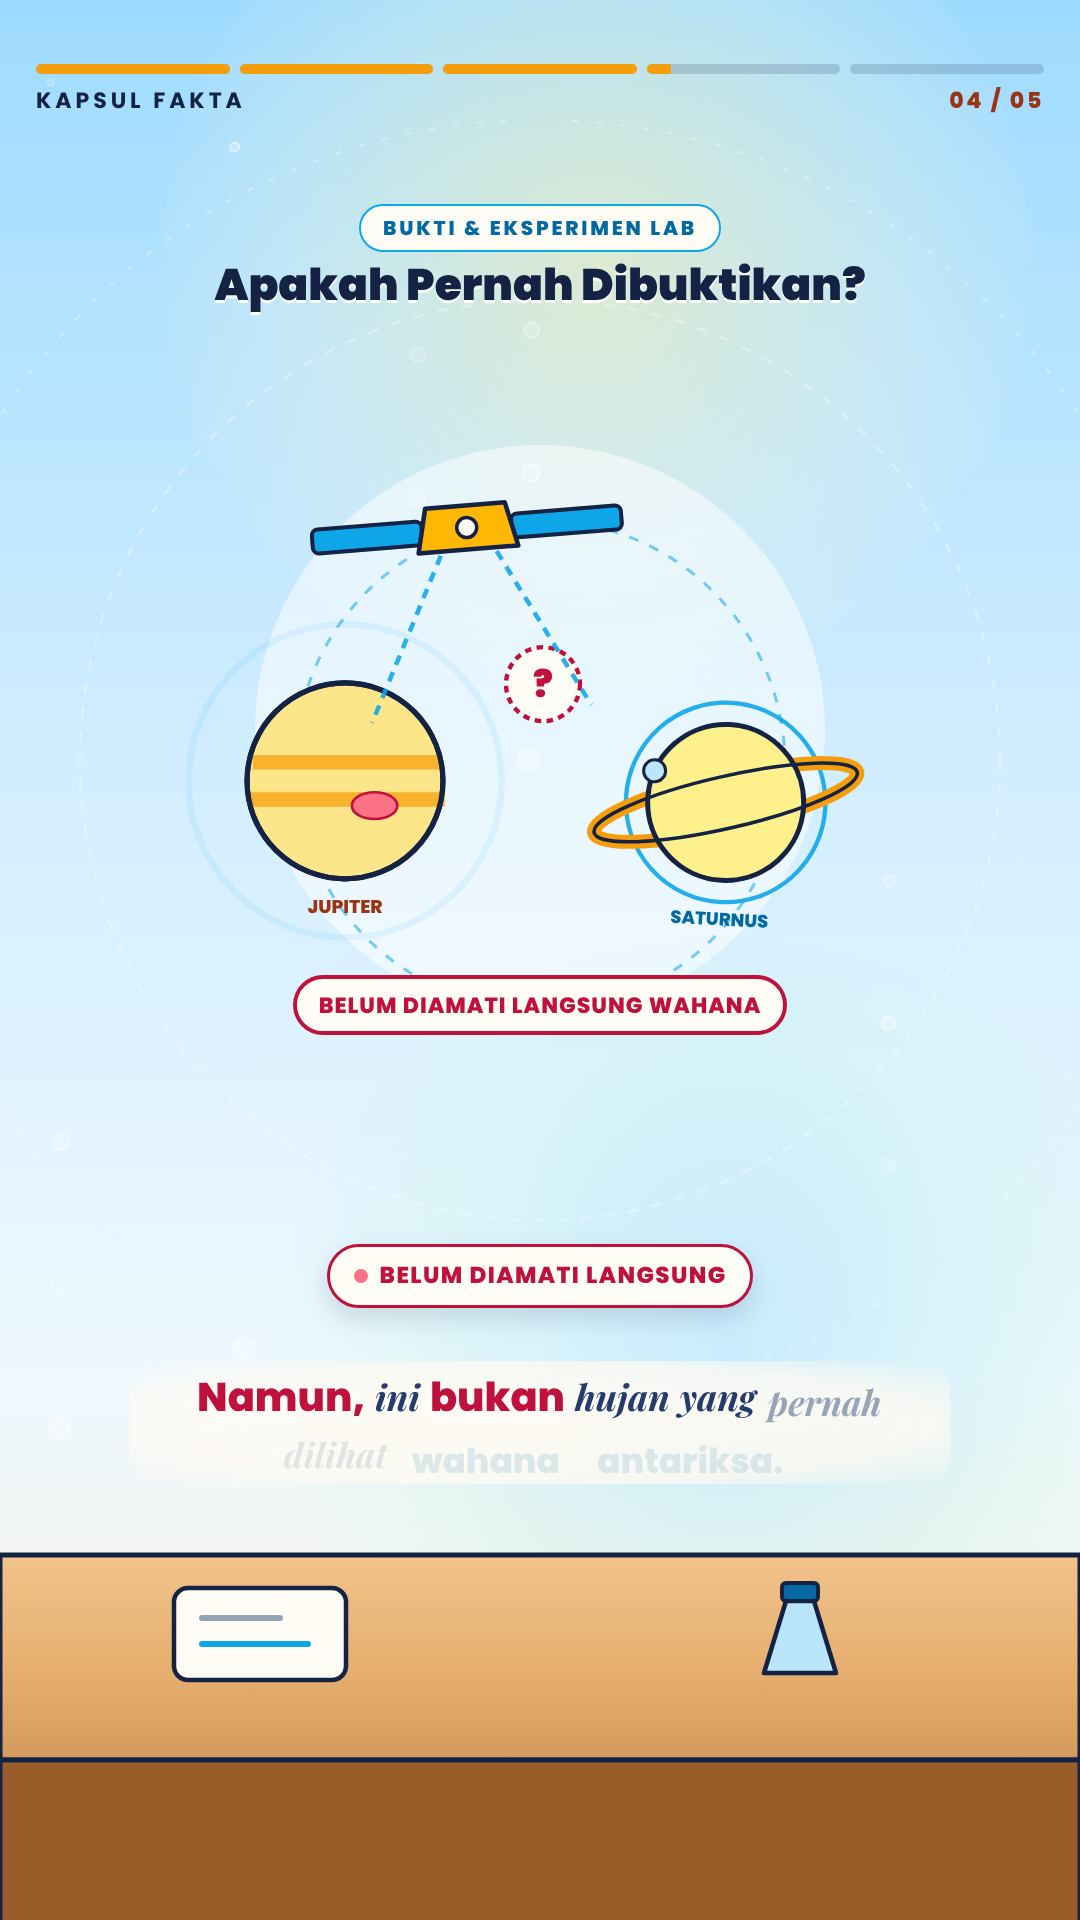 KAPSUL FAKTA
04 / 05
BUKTI & EKSPERIMEN LAB
Apakah Pernah Dibuktikan?
?
JUPITER
SATURNUS
BELUM DIAMATI LANGSUNG WAHANA
BELUM DIAMATI LANGSUNG
Namun, ini bukan hujan yang pernah
dilihat wahana antariksa.